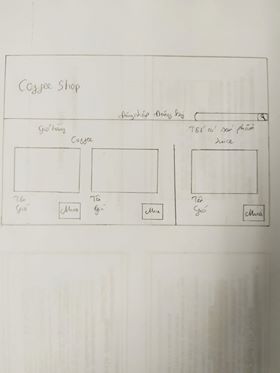 Coffee Shop
Đăng nhập Đăng ký
Giỏ hàng
Tất cả sản phẩm
Coffee
Juice
Tên
Tên
Tên
Giá
Mua
Giá
Mua
Giá
Mua